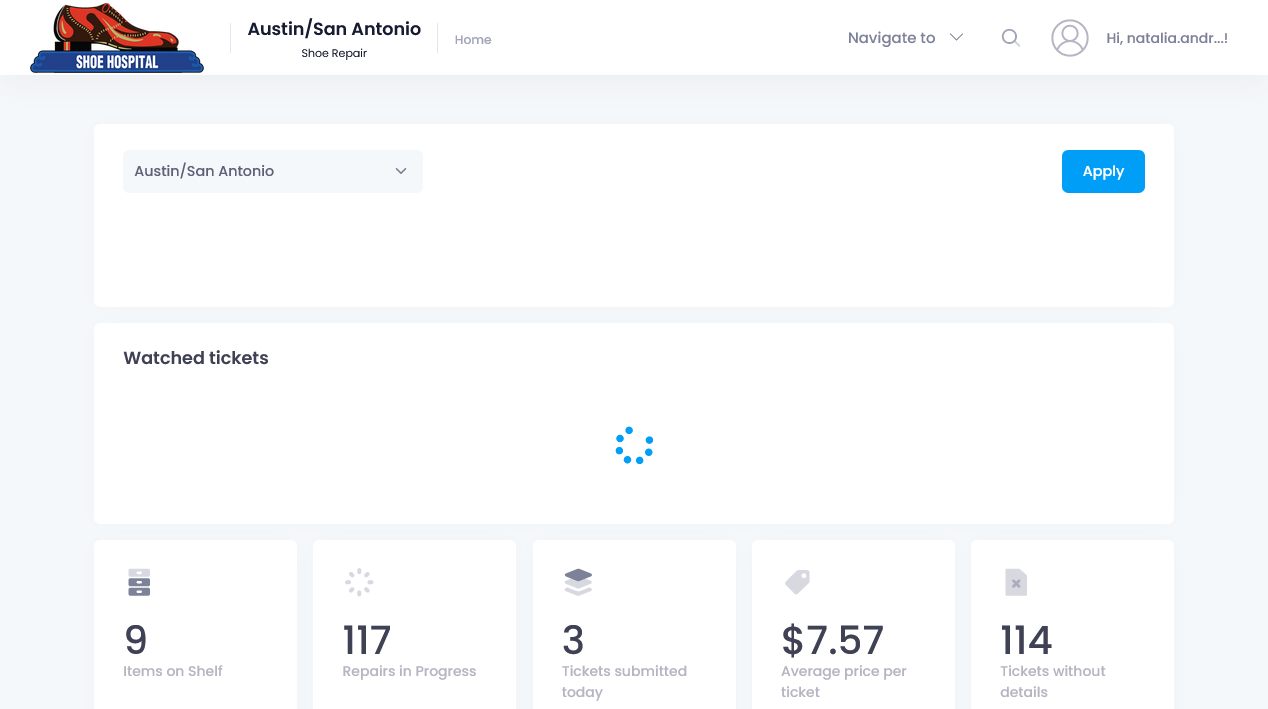 SHOE HOSPITAL
Austin/San Antonio
Shoe Repair
Home
Navigate to
Hi, natalia.andr...!
Austin/San Antonio
Apply
Watched tickets
9
Items on Shelf
117
Repairs in Progress
3
Tickets submitted
today
$7.57
Average price per
ticket
114
Tickets without
details